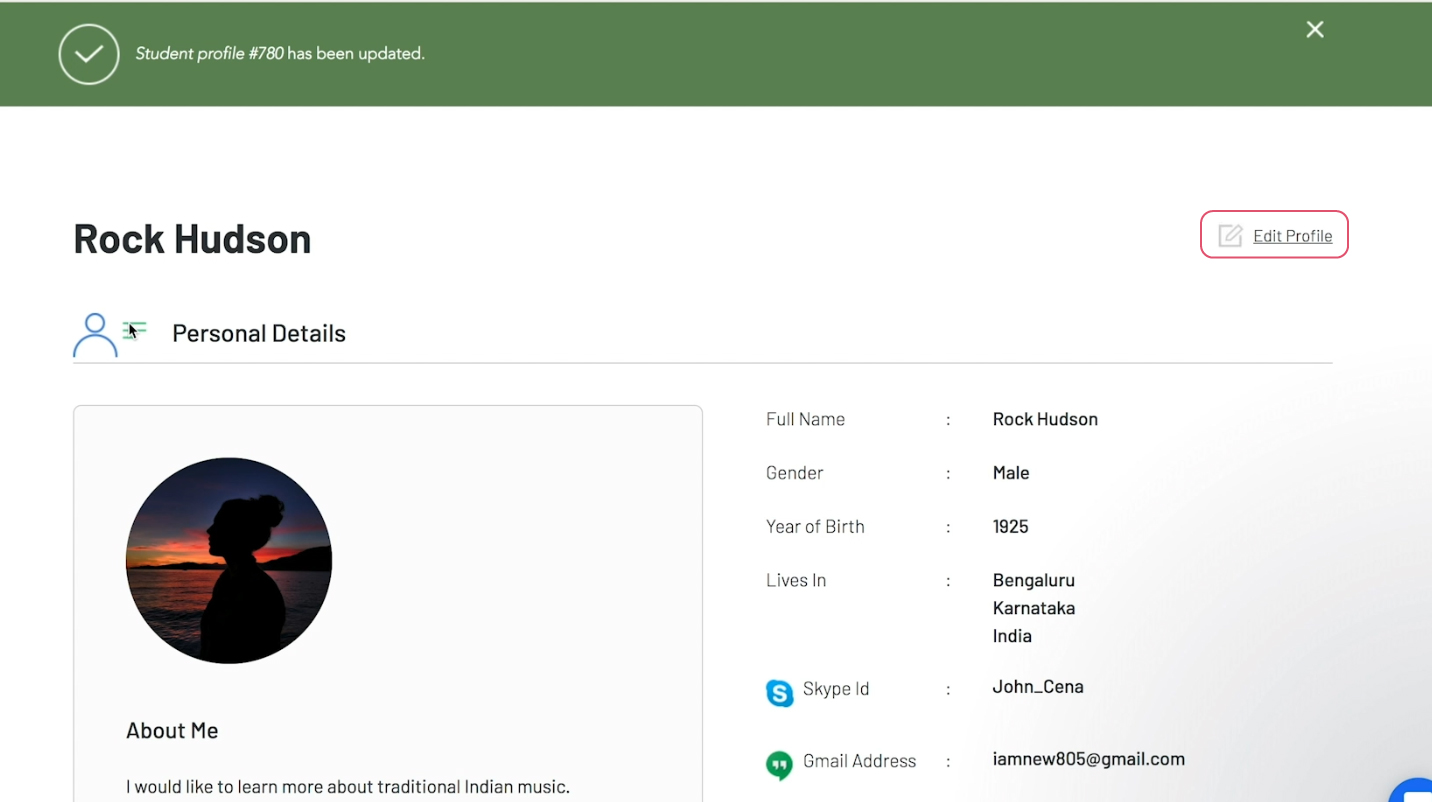 Student profile #780 has been updated.
Rock Hudson
Edit Profile
Personal Details
Full Name : Rock Hudson
Gender : Male
Year of Birth : 1925
Lives In : Bengaluru
Karnataka
India
Skype Id : John_Cena
Gmail Address : iamnew805@gmail.com
About Me
I would like to learn more about traditional Indian music.